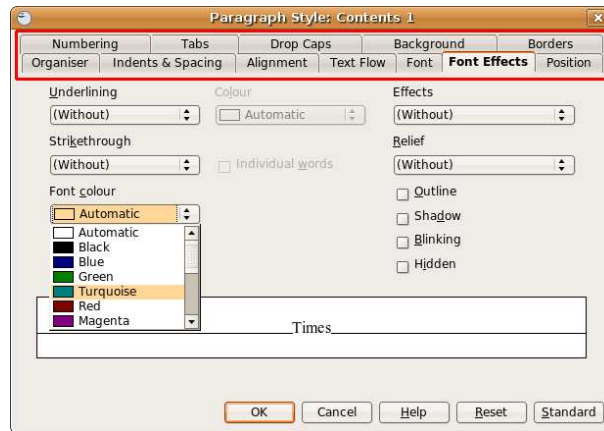 Paragraph Style: Contents 1
Numbering Tabs Drop Caps Background Borders
Organiser Indents & Spacing Alignment Text Flow Font Font Effects Position
Underlining Colour Effects
(Without) Automatic (Without)
Strikethrough Relief
(Without) Individual words (Without)
Font colour Outline
Automatic Shadow
Automatic
Black Blinking
Blue
Green Hidden
Turquoise
Red
Magenta
Times
OK Cancel Help Reset Standard